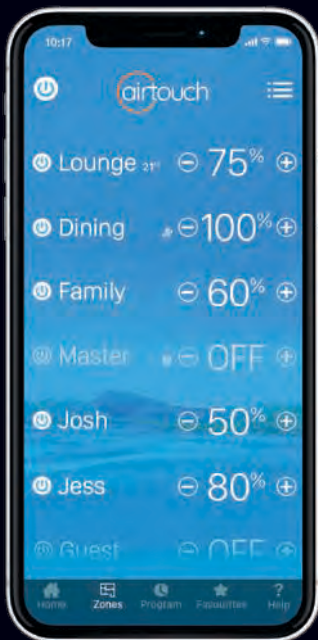 10:17
airtouch
Lounge 21° 75%
Dining 100%
Family 60%
Master OFF
Josh 50%
Jess 80%
Guest OFF
Home Zones Program Favourites Help